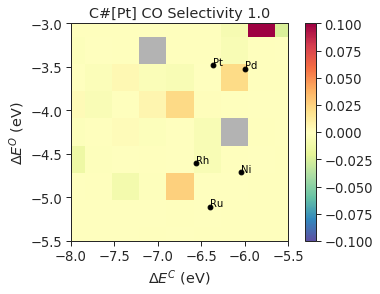 C#[Pt] CO Selectivity 1.0
−3.0
−3.5
−4.0
−4.5
−5.0
−5.5
ΔE^O (eV)
Pt
Pd
Rh
Ni
Ru
−8.0 −7.5 −7.0 −6.5 −6.0 −5.5
ΔE^C (eV)
0.100
0.075
0.050
0.025
0.000
−0.025
−0.050
−0.075
−0.100